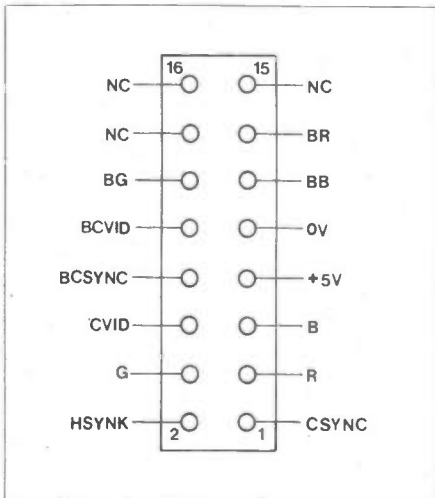 16 15
NC NC
NC BR
BG BB
BCVID 0V
BCSYNC +5V
CVID B
G R
HSYNK CSYNC
2 1